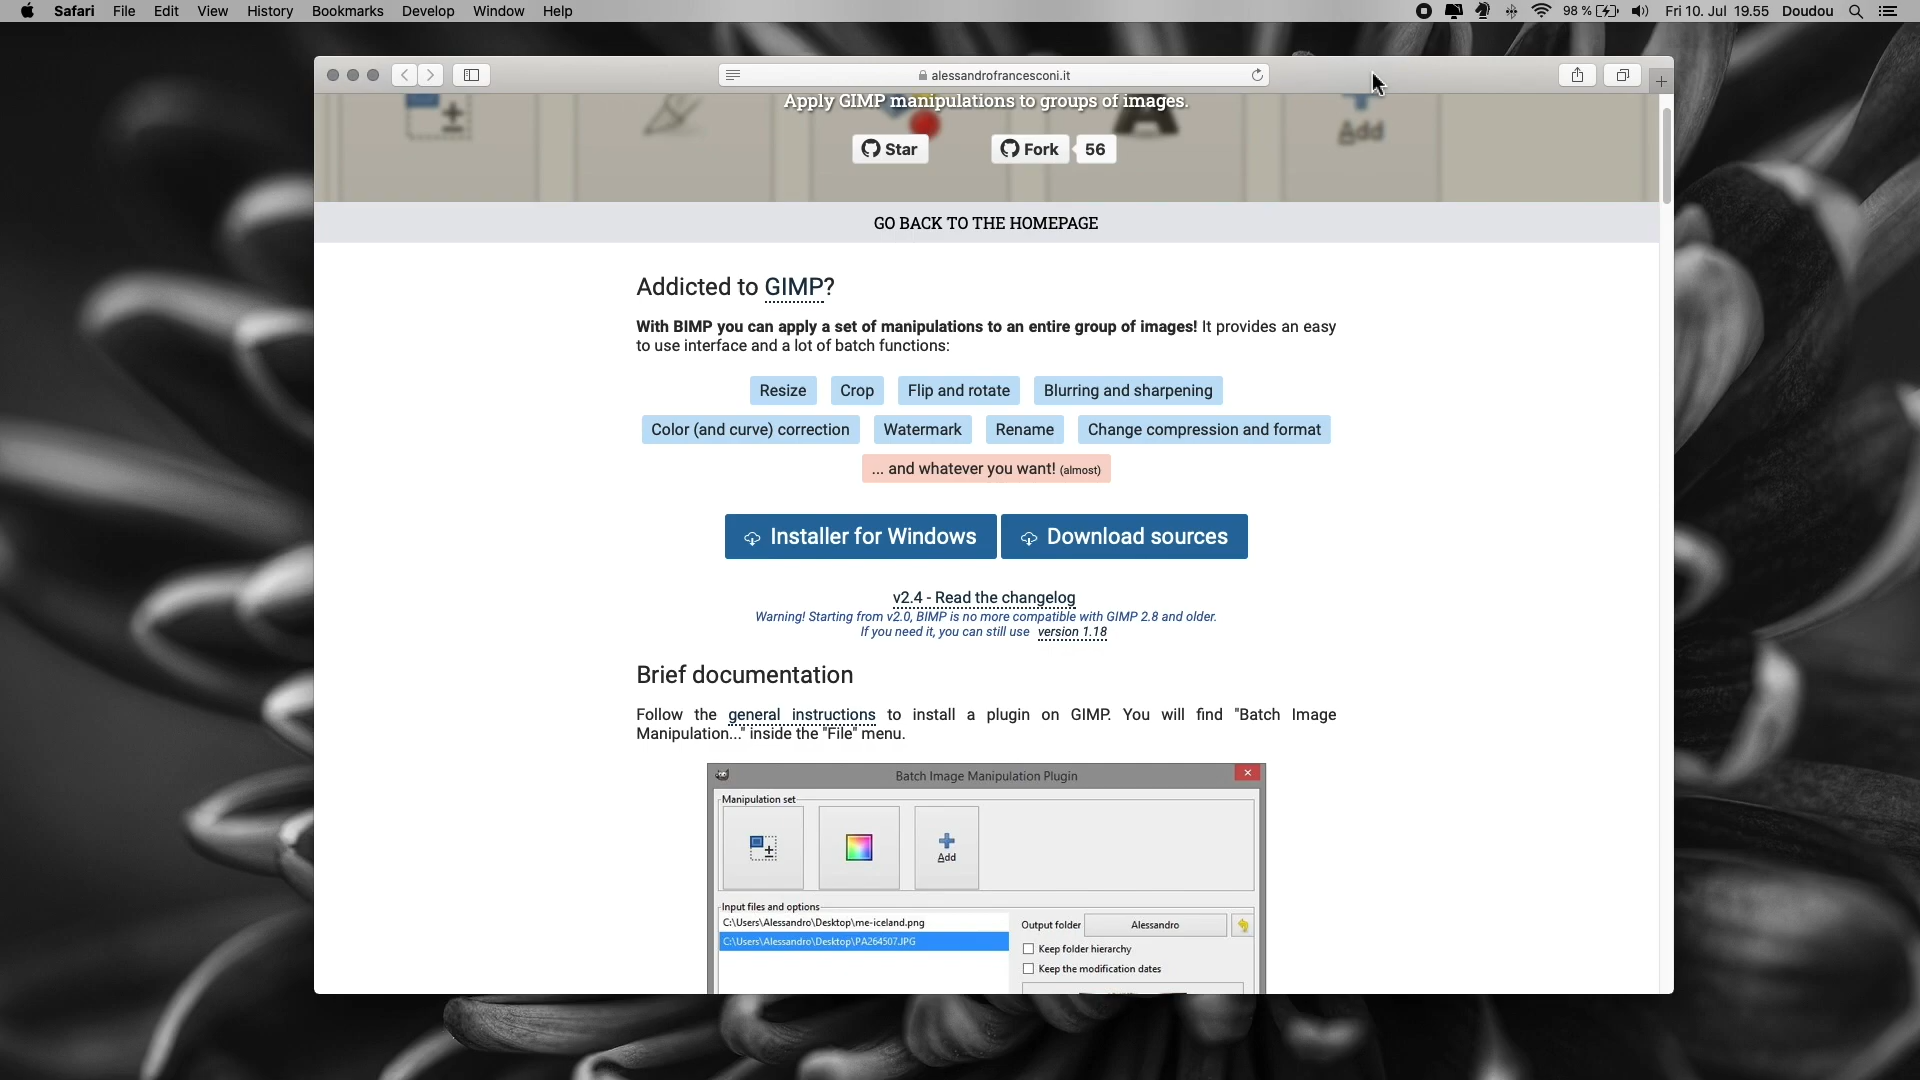 Safari File Edit View History Bookmarks Develop Window Help 98 % Fri 10. Jul 19.55 Doudou
alessandrofrancesconi.it
Apply GIMP manipulations to groups of images.
Add
Star Fork 56
GO BACK TO THE HOMEPAGE
Addicted to GIMP?
With BIMP you can apply a set of manipulations to an entire group of images! It provides an easy
to use interface and a lot of batch functions:
Resize Crop Flip and rotate Blurring and sharpening
Color (and curve) correction Watermark Rename Change compression and format
... and whatever you want! (almost)
Installer for Windows Download sources
v2.4 - Read the changelog
Warning! Starting from v2.0, BIMP is no more compatible with GIMP 2.8 and older.
If you need it, you can still use version 1.18
Brief documentation
Follow the general instructions to install a plugin on GIMP. You will find "Batch Image
Manipulation..." inside the "File" menu.
Batch Image Manipulation Plugin
Manipulation set
Add
Input files and options
C:\Users\Alessandro\Desktop\me-iceland.png
C:\Users\Alessandro\Desktop\PA264507.JPG
Output folder Alessandro
Keep folder hierarchy
Keep the modification dates